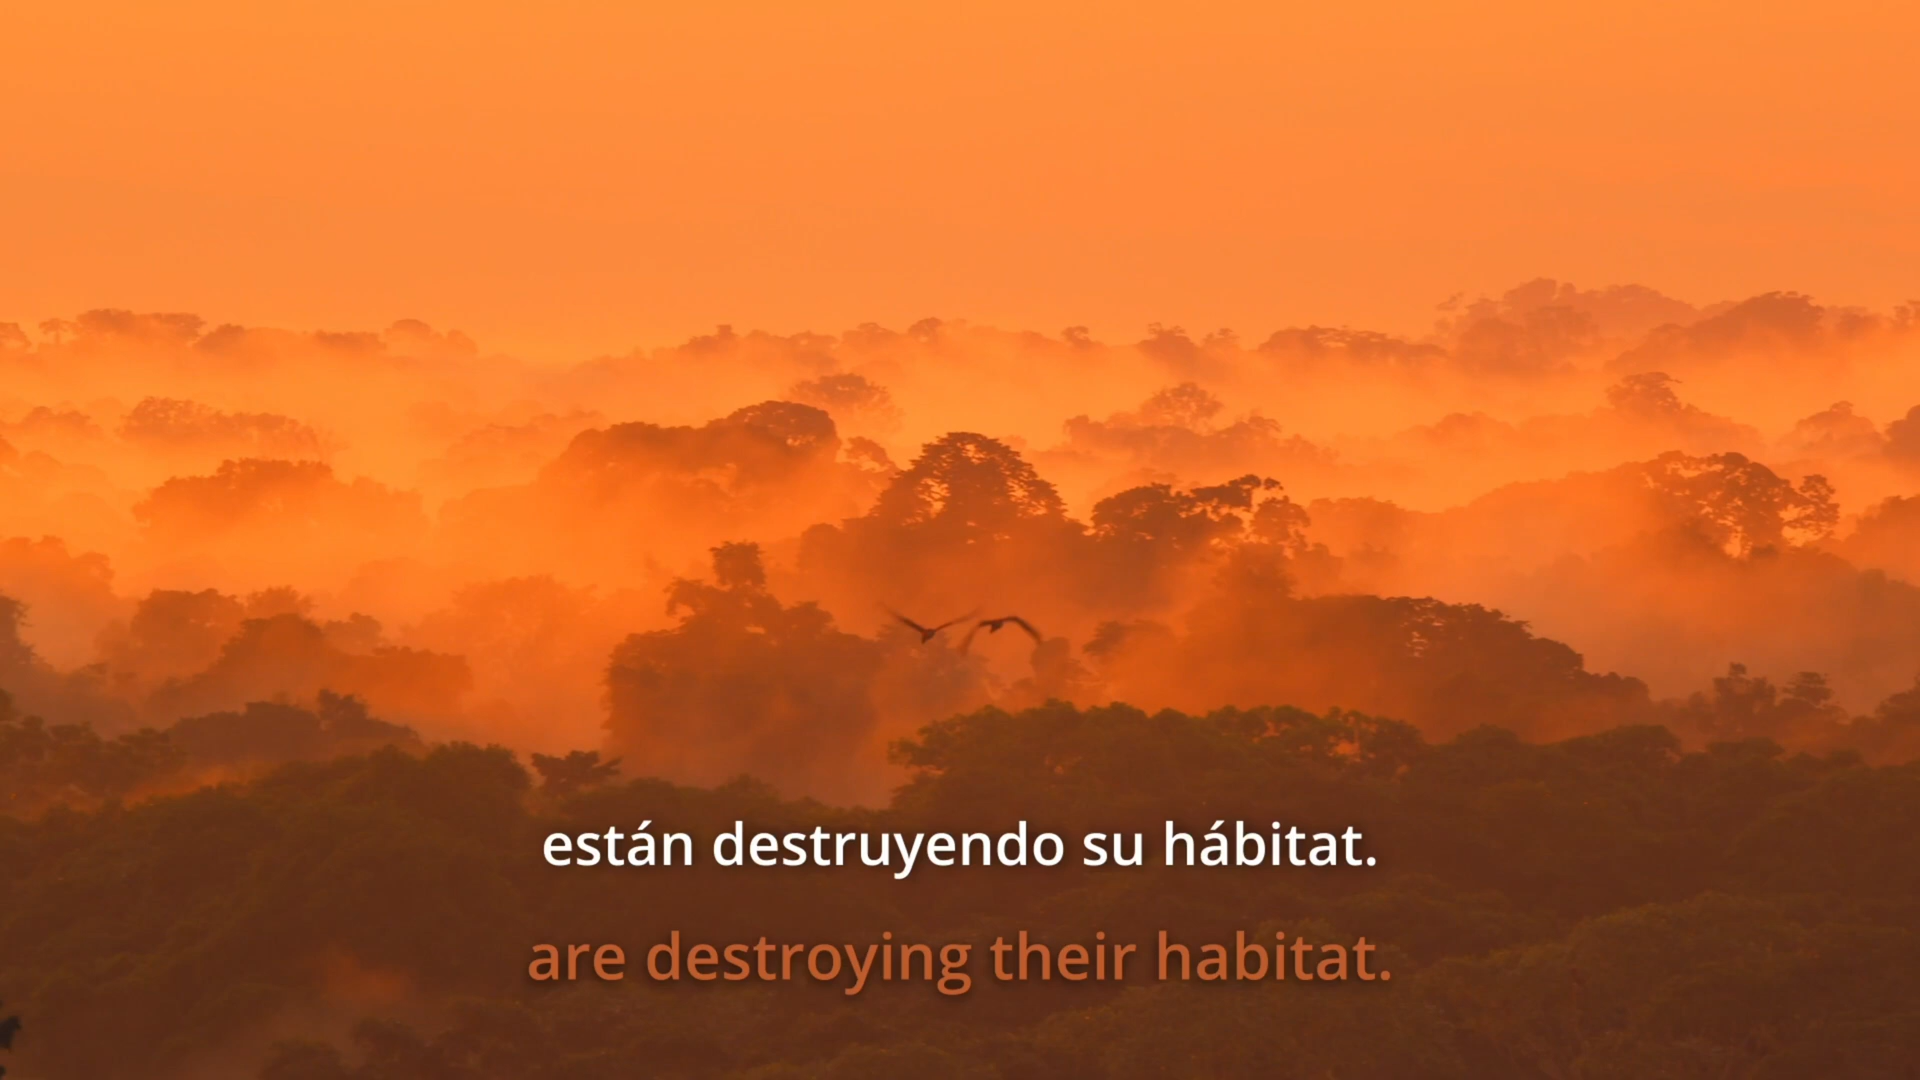 están destruyendo su hábitat.
are destroying their habitat.